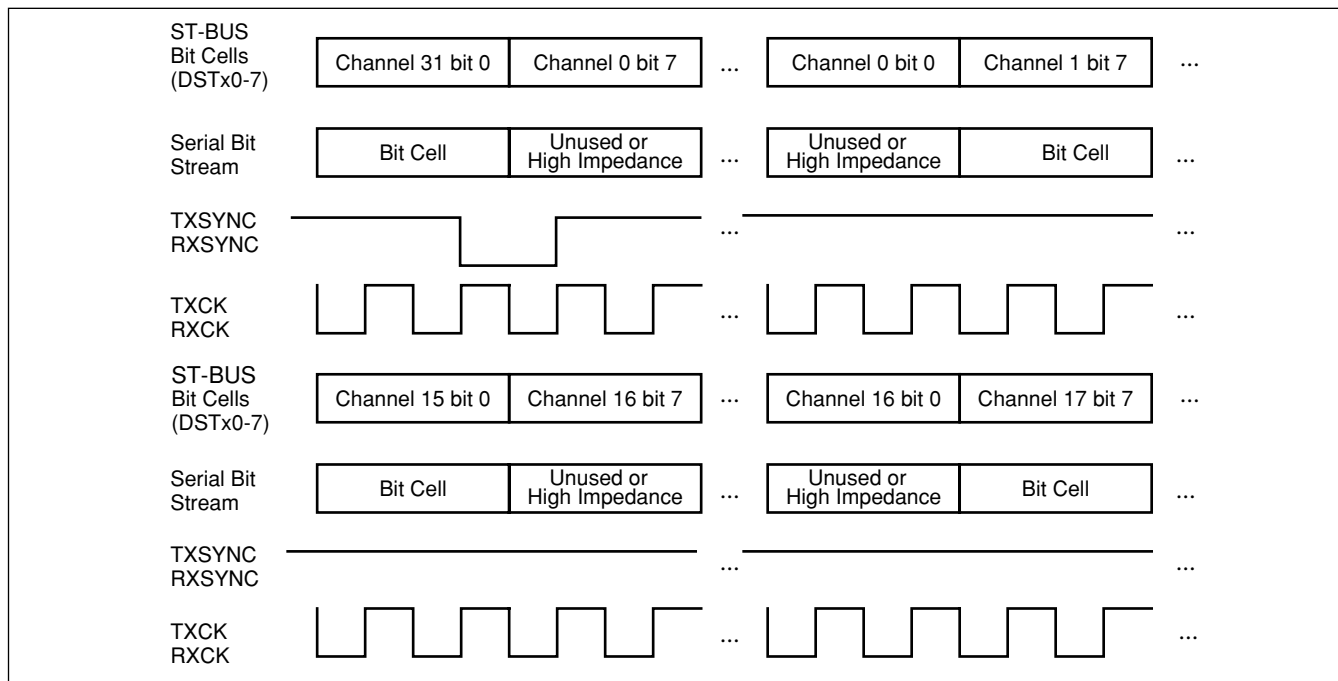 ST-BUS
Bit Cells
(DSTx0-7)
Channel 31 bit 0
Channel 0 bit 7
...
Channel 0 bit 0
Channel 1 bit 7
...
Serial Bit
Stream
Bit Cell
Unused or
High Impedance
...
Unused or
High Impedance
Bit Cell
...
TXSYNC
RXSYNC
...
...
TXCK
RXCK
...
...
ST-BUS
Bit Cells
(DSTx0-7)
Channel 15 bit 0
Channel 16 bit 7
...
Channel 16 bit 0
Channel 17 bit 7
...
Serial Bit
Stream
Bit Cell
Unused or
High Impedance
...
Unused or
High Impedance
Bit Cell
...
TXSYNC
RXSYNC
...
...
TXCK
RXCK
...
...